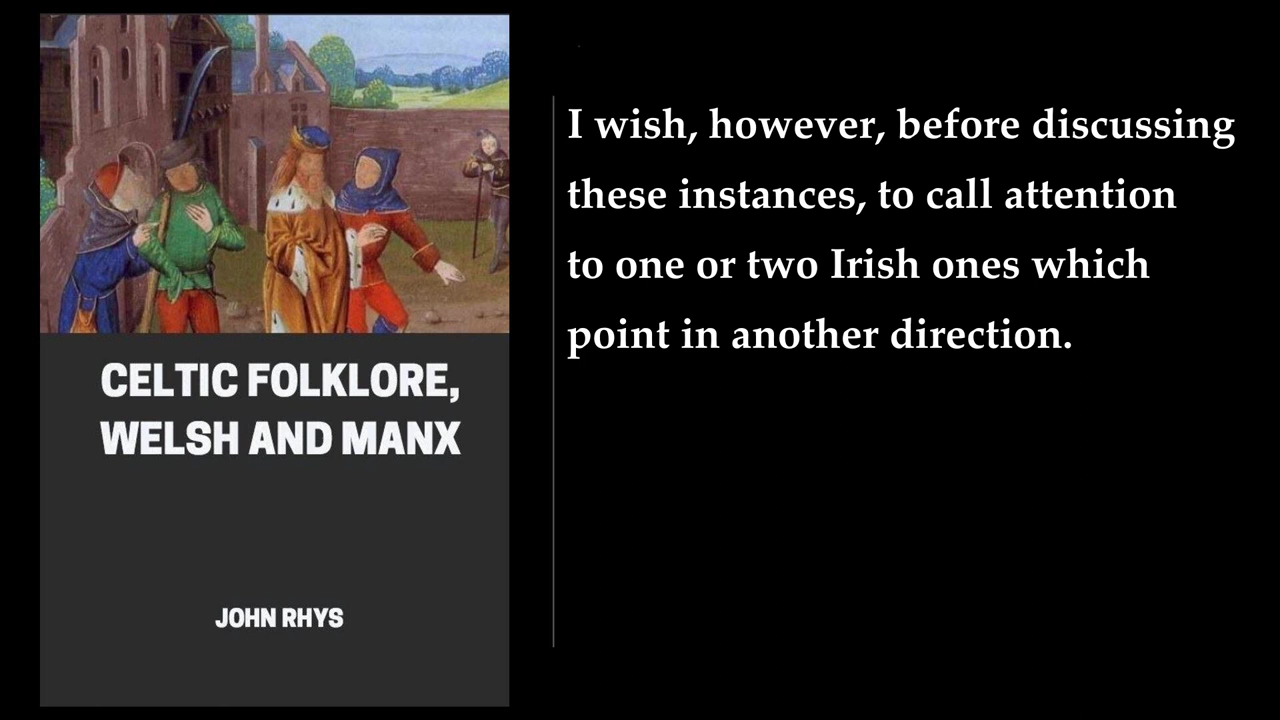 CELTIC FOLKLORE,
WELSH AND MANX
JOHN RHYS
I wish, however, before discussing
these instances, to call attention
to one or two Irish ones which
point in another direction.